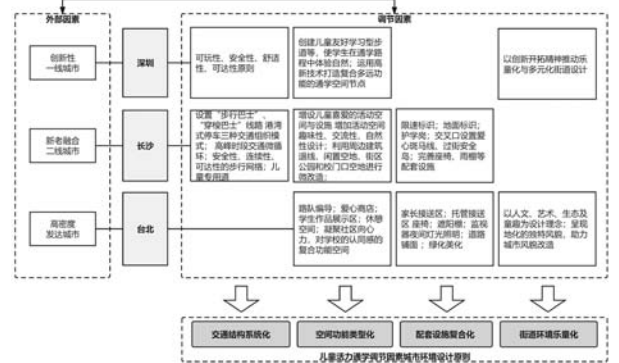 外部因素
调节因素
创新性
一线城市
深圳
可玩性、安全性、舒适
性、可达性原则
创建儿童友好学习型步
道等，使学生在通学路
程中体验自然；运用高
新技术打造复合多远功
能的通学空间节点
以创新开拓精神推动乐
童化与多元化街道设计
新老融合
二线城市
长沙
设置“步行巴士”、
“穿梭巴士”线路 港湾
式停车三种交通组织模
式； 高峰时段交通微循
环；安全性、连续性、
可达性的步行网络；儿
童专用道
增设儿童喜爱的活动空
间与设施 增加活动空间
趣味性、交流性、自然
性设计；利用周边建筑
退线、闲置空地、街区
公园和校门口空地进行
微改造；
限速标识；地面标识；
护学岗；交叉口设置爱
心斑马线、过街安全
岛；完善座椅、雨棚等
配套设施
高密度
发达城市
台北
路队编导；爱心商店；
学生作品展示区；休憩
空间；凝聚社区向心
力、对学校的认同感的
复合功能空间
家长接送区；托管接送
区 座椅；遮阳棚；监视
器夜间灯光照明；道路
铺面 ；绿化美化
以人文、艺术、生态及
童趣为设计理念；呈现
地化的独特风貌、助力
城市风貌改造
交通结构系统化
空间功能类型化
配套设施复合化
街道环境乐童化
儿童活力通学调节因素城市环境设计原则